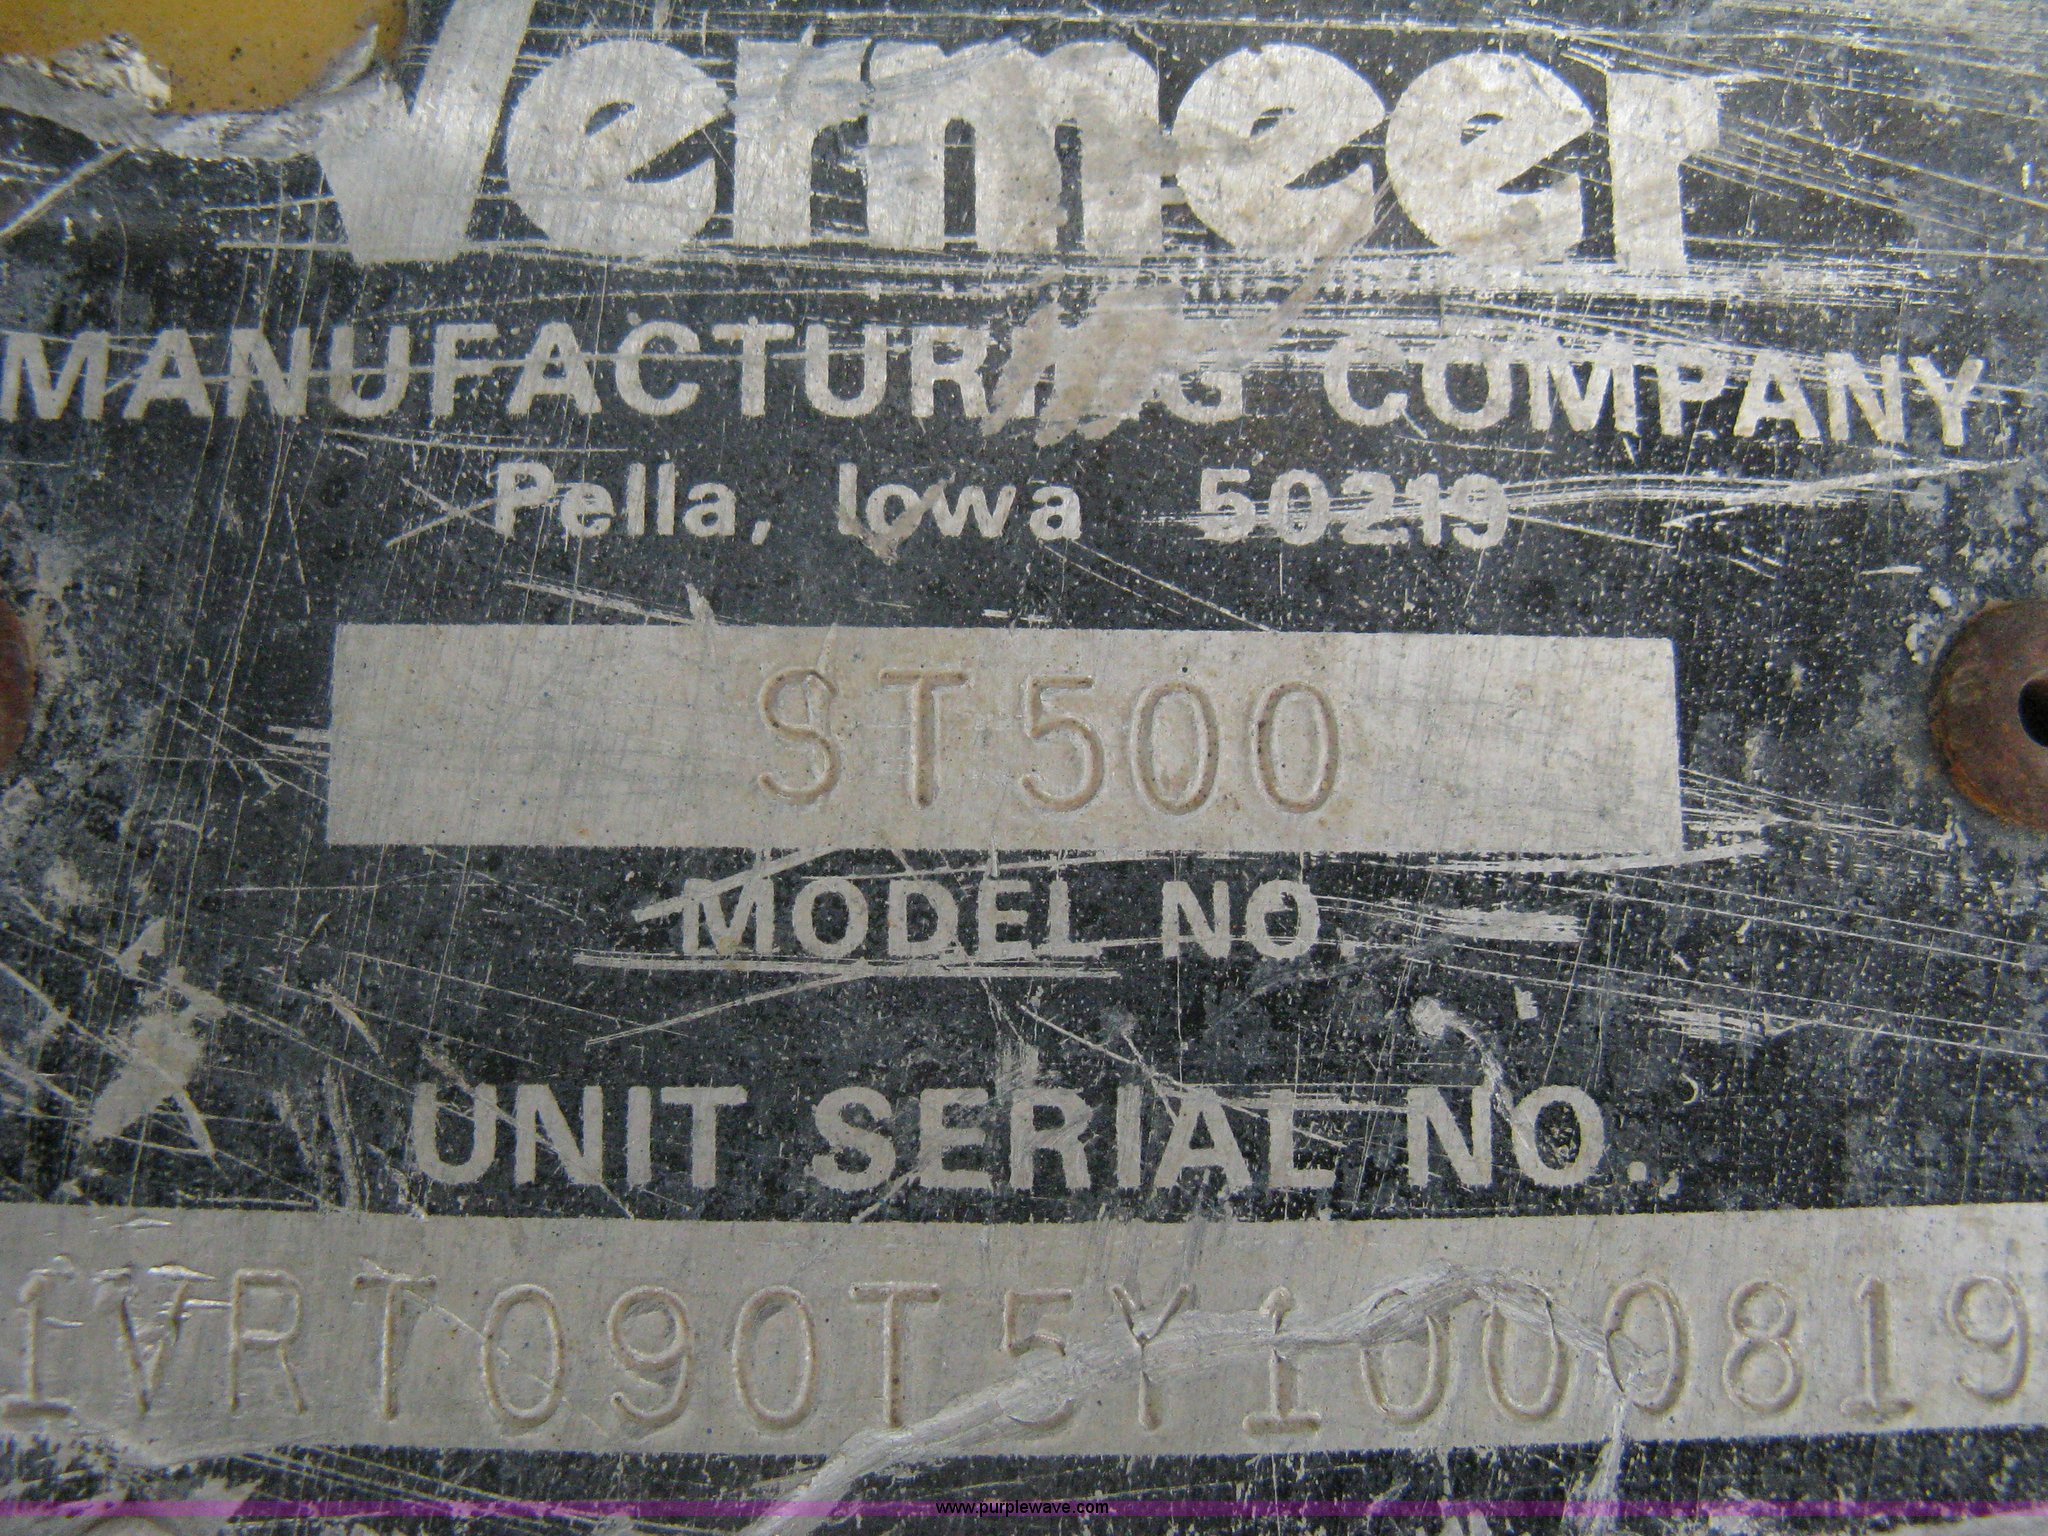 Vermeer
MANUFACTURING COMPANY
Pella, Iowa 50219
ST500
MODEL NO.
UNIT SERIAL NO.
1VRT090T5Y1000819
www.purplewave.com